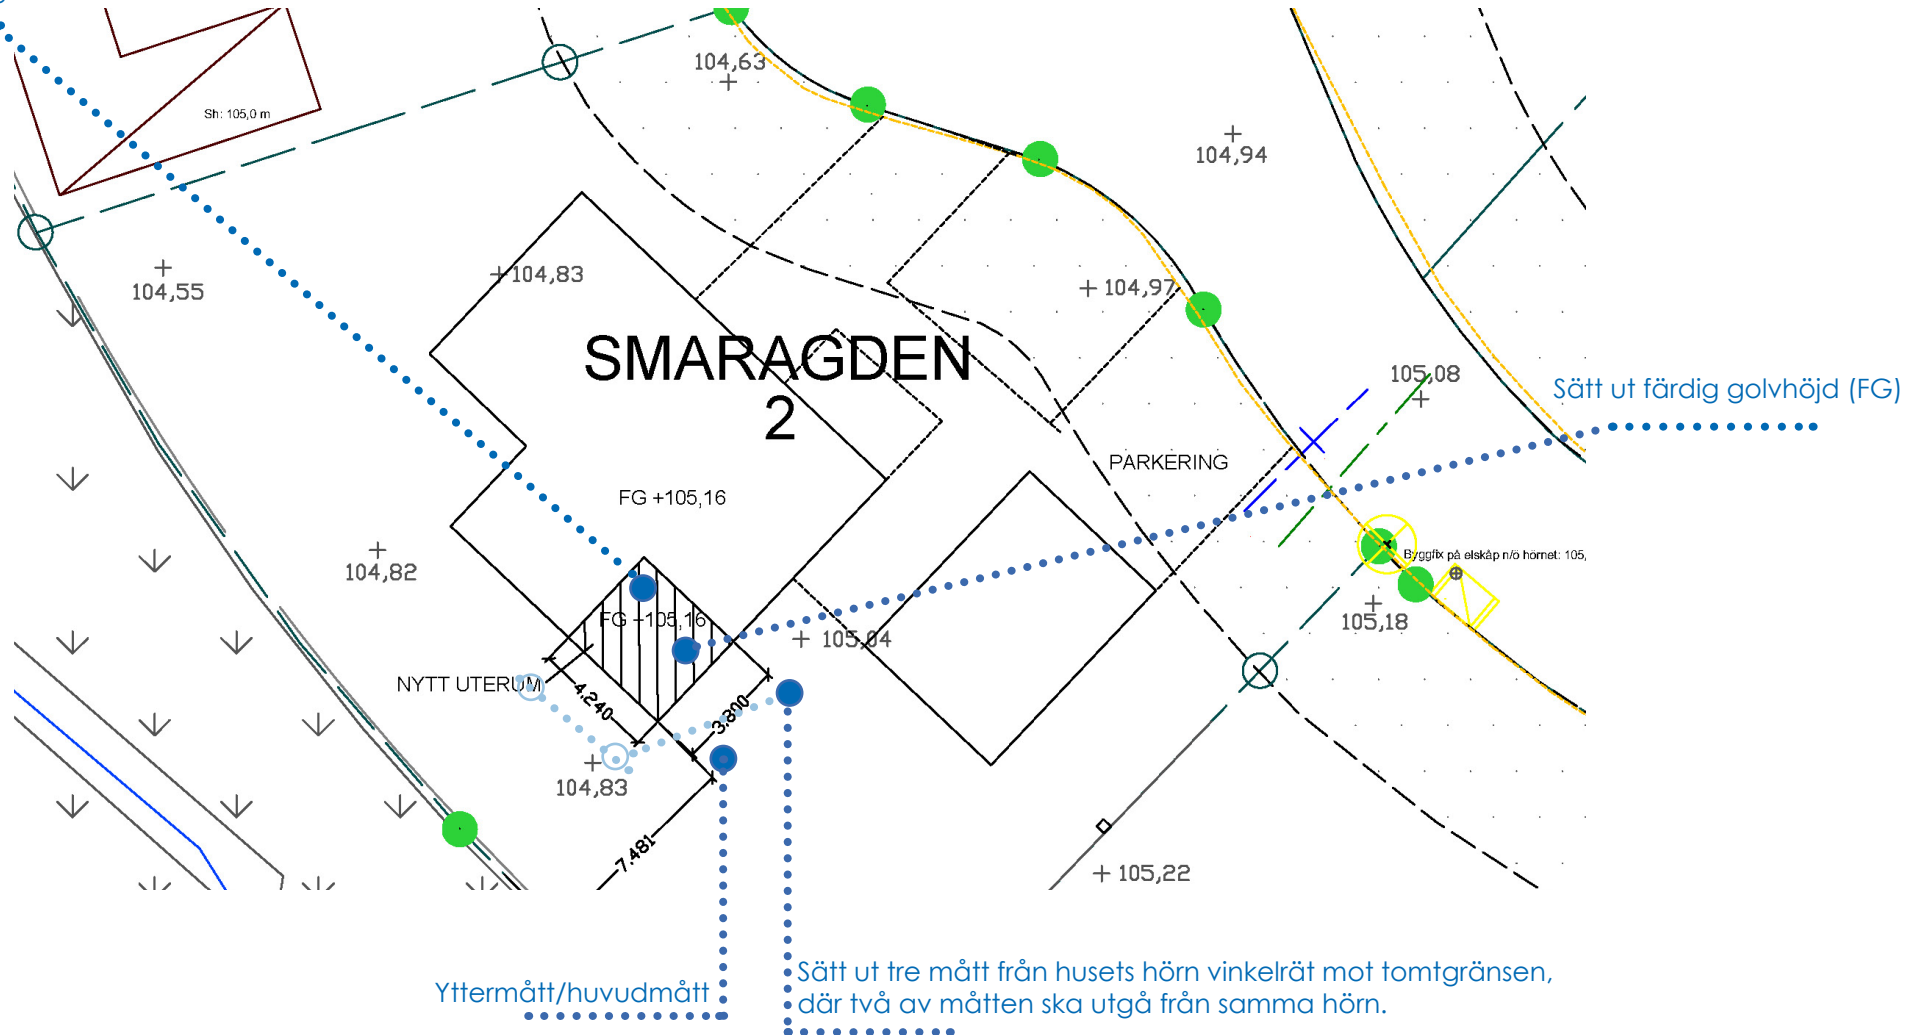 104,63
Sh: 105,0 m
104,94
104,55
104,83
104,97
SMARAGDEN
2
105,08
Sätt ut färdig golvhöjd (FG)
PARKERING
FG +105,16
Byggfix på elskåp n/ö hörnet: 105,
104,82
105,18
FG +105,16
105,04
NYTT UTERUM
4.240
3.800
104,83
7.481
105,22
Yttermått/huvudmått
Sätt ut tre mått från husets hörn vinkelrät mot tomtgränsen,
där två av måtten ska utgå från samma hörn.